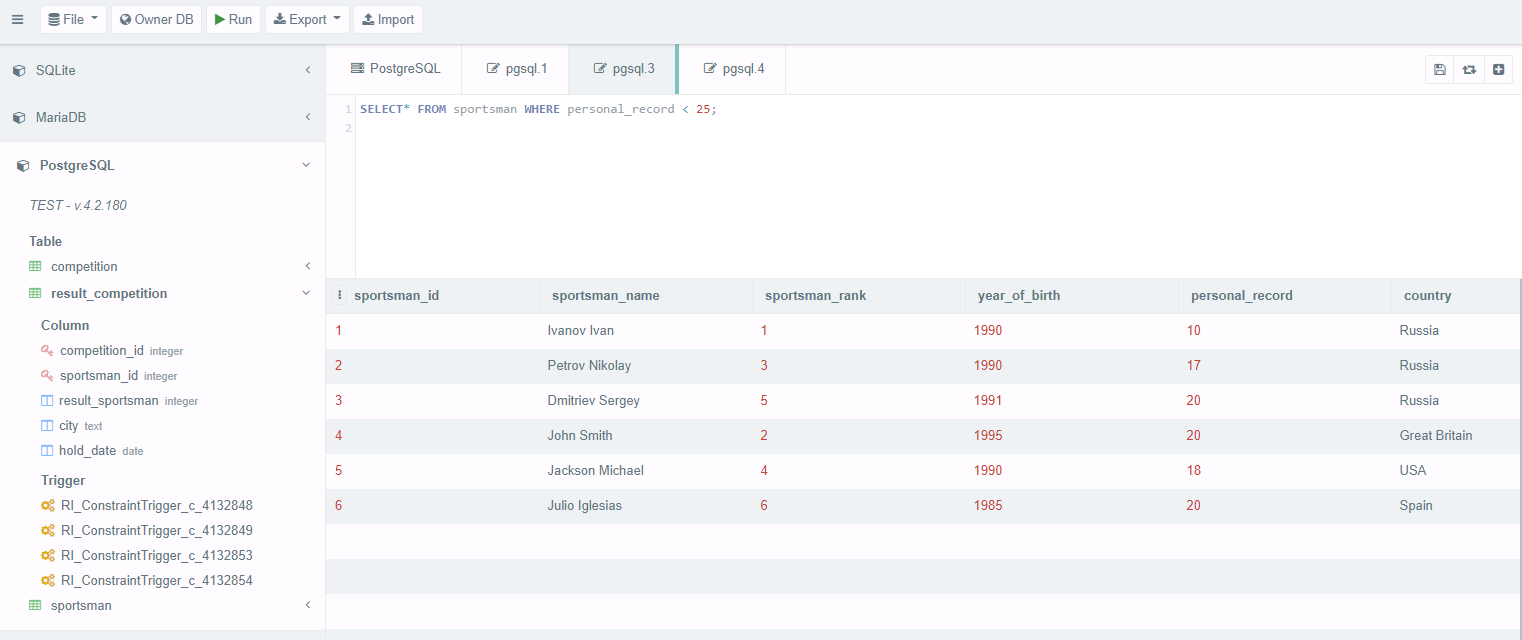 File Owner DB Run Export Import
SQLite
MariaDB
PostgreSQL
TEST - v.4.2.180
Table
competition
result_competition
Column
competition_id integer
sportsman_id integer
result_sportsman integer
city text
hold_date date
Trigger
RI_ConstraintTrigger_c_4132848
RI_ConstraintTrigger_c_4132849
RI_ConstraintTrigger_c_4132853
RI_ConstraintTrigger_c_4132854
sportsman
PostgreSQL pgsql.1 pgsql.3 pgsql.4
1 SELECT* FROM sportsman WHERE personal_record < 25;
2
sportsman_id sportsman_name sportsman_rank year_of_birth personal_record country
1 Ivanov Ivan 1 1990 10 Russia
2 Petrov Nikolay 3 1990 17 Russia
3 Dmitriev Sergey 5 1991 20 Russia
4 John Smith 2 1995 20 Great Britain
5 Jackson Michael 4 1990 18 USA
6 Julio Iglesias 6 1985 20 Spain